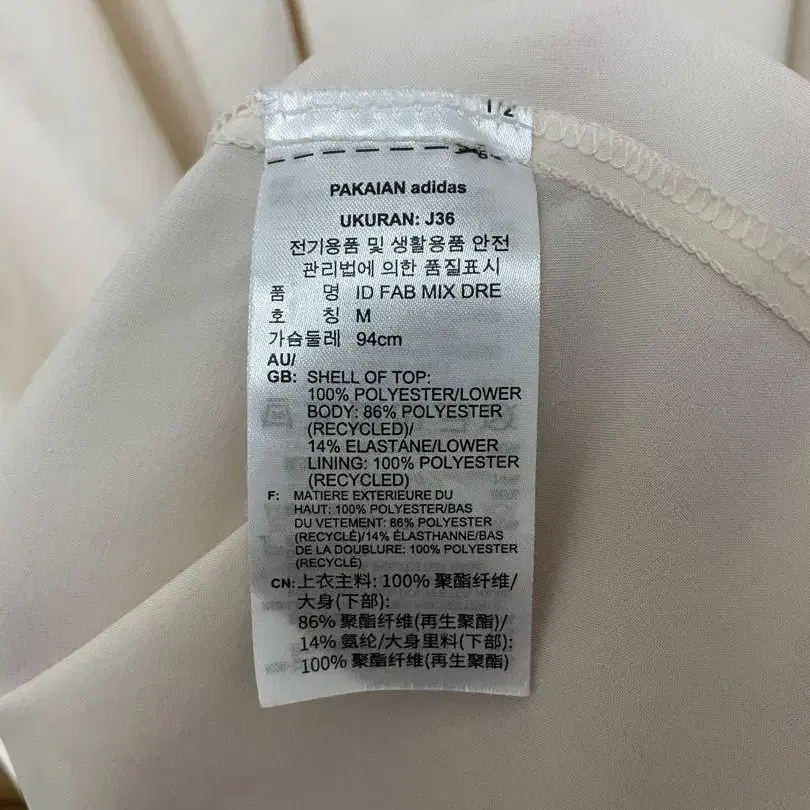 1/2
PAKAIAN adidas
UKURAN: J36
전기용품 및 생활용품 안전
관리법에 의한 품질표시
품 명 ID FAB MIX DRE
호 칭 M
가슴둘레 94cm
AU/
GB: SHELL OF TOP:
100% POLYESTER/LOWER
BODY: 86% POLYESTER
(RECYCLED)/
14% ELASTANE/LOWER
LINING: 100% POLYESTER
(RECYCLED)
F: MATIERE EXTERIEURE DU
HAUT: 100% POLYESTER/BAS
DU VETEMENT: 86% POLYESTER
(RECYCLÉ)/14% ÉLASTHANNE/BAS
DE LA DOUBLURE: 100% POLYESTER
(RECYCLÉ)
CN: 上衣主料: 100% 聚酯纤维/
大身(下部):
86% 聚酯纤维(再生聚酯)/
14% 氨纶/大身里料(下部):
100% 聚酯纤维(再生聚酯)